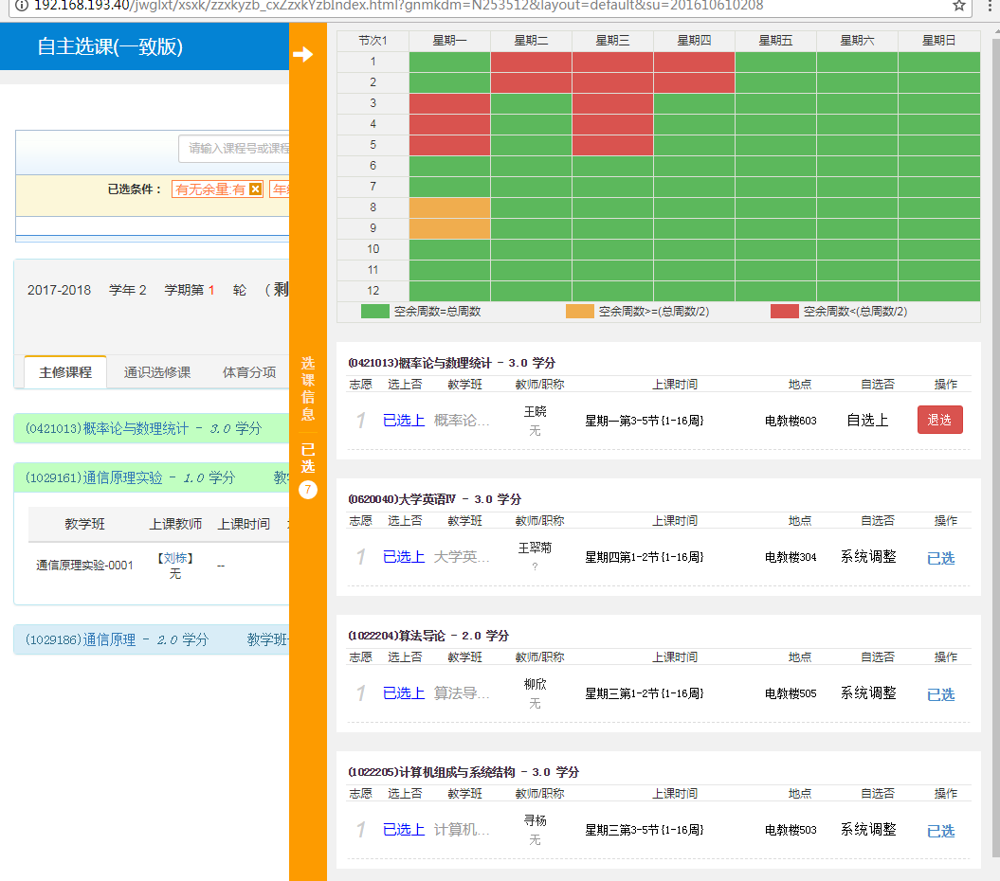 192.168.193.40/jwglxt/xsxk/zzxkyzb_cxZzxkYzbIndex.html?gnmkdm=N253512&layout=default&su=201610610208
自主选课(一致版)
请输入课程号或课程
已选条件： 有无余量:有 年级
2017-2018 学年 2 学期第 1 轮 （ 剩
主修课程 通识选修课 体育分项
(0421013)概率论与数理统计 - 3.0 学分
(1029161)通信原理实验 - 1.0 学分 教学
教学班 上课教师 上课时间
通信原理实验-0001 【刘栋】 --
无
(1029186)通信原理 - 2.0 学分 教学班
选课信息
已选
7
节次1 星期一 星期二 星期三 星期四 星期五 星期六 星期日
1
2
3
4
5
6
7
8
9
10
11
12
空余周数=总周数 空余周数>=(总周数/2) 空余周数<(总周数/2)
(0421013)概率论与数理统计 - 3.0 学分
志愿 选上否 教学班 教师/职称 上课时间 地点 自选否 操作
1 已选上 概率论... 王晓 星期一第3-5节{1-16周} 电教楼603 自选上 退选
无
(0620040)大学英语Ⅳ - 3.0 学分
志愿 选上否 教学班 教师/职称 上课时间 地点 自选否 操作
1 已选上 大学英... 王翠菊 星期四第1-2节{1-16周} 电教楼304 系统调整 已选
?
(1022204)算法导论 - 2.0 学分
志愿 选上否 教学班 教师/职称 上课时间 地点 自选否 操作
1 已选上 算法导... 柳欣 星期三第1-2节{1-16周} 电教楼505 系统调整 已选
无
(1022205)计算机组成与系统结构 - 3.0 学分
志愿 选上否 教学班 教师/职称 上课时间 地点 自选否 操作
1 已选上 计算机... 寻杨 星期三第3-5节{1-16周} 电教楼503 系统调整 已选
无